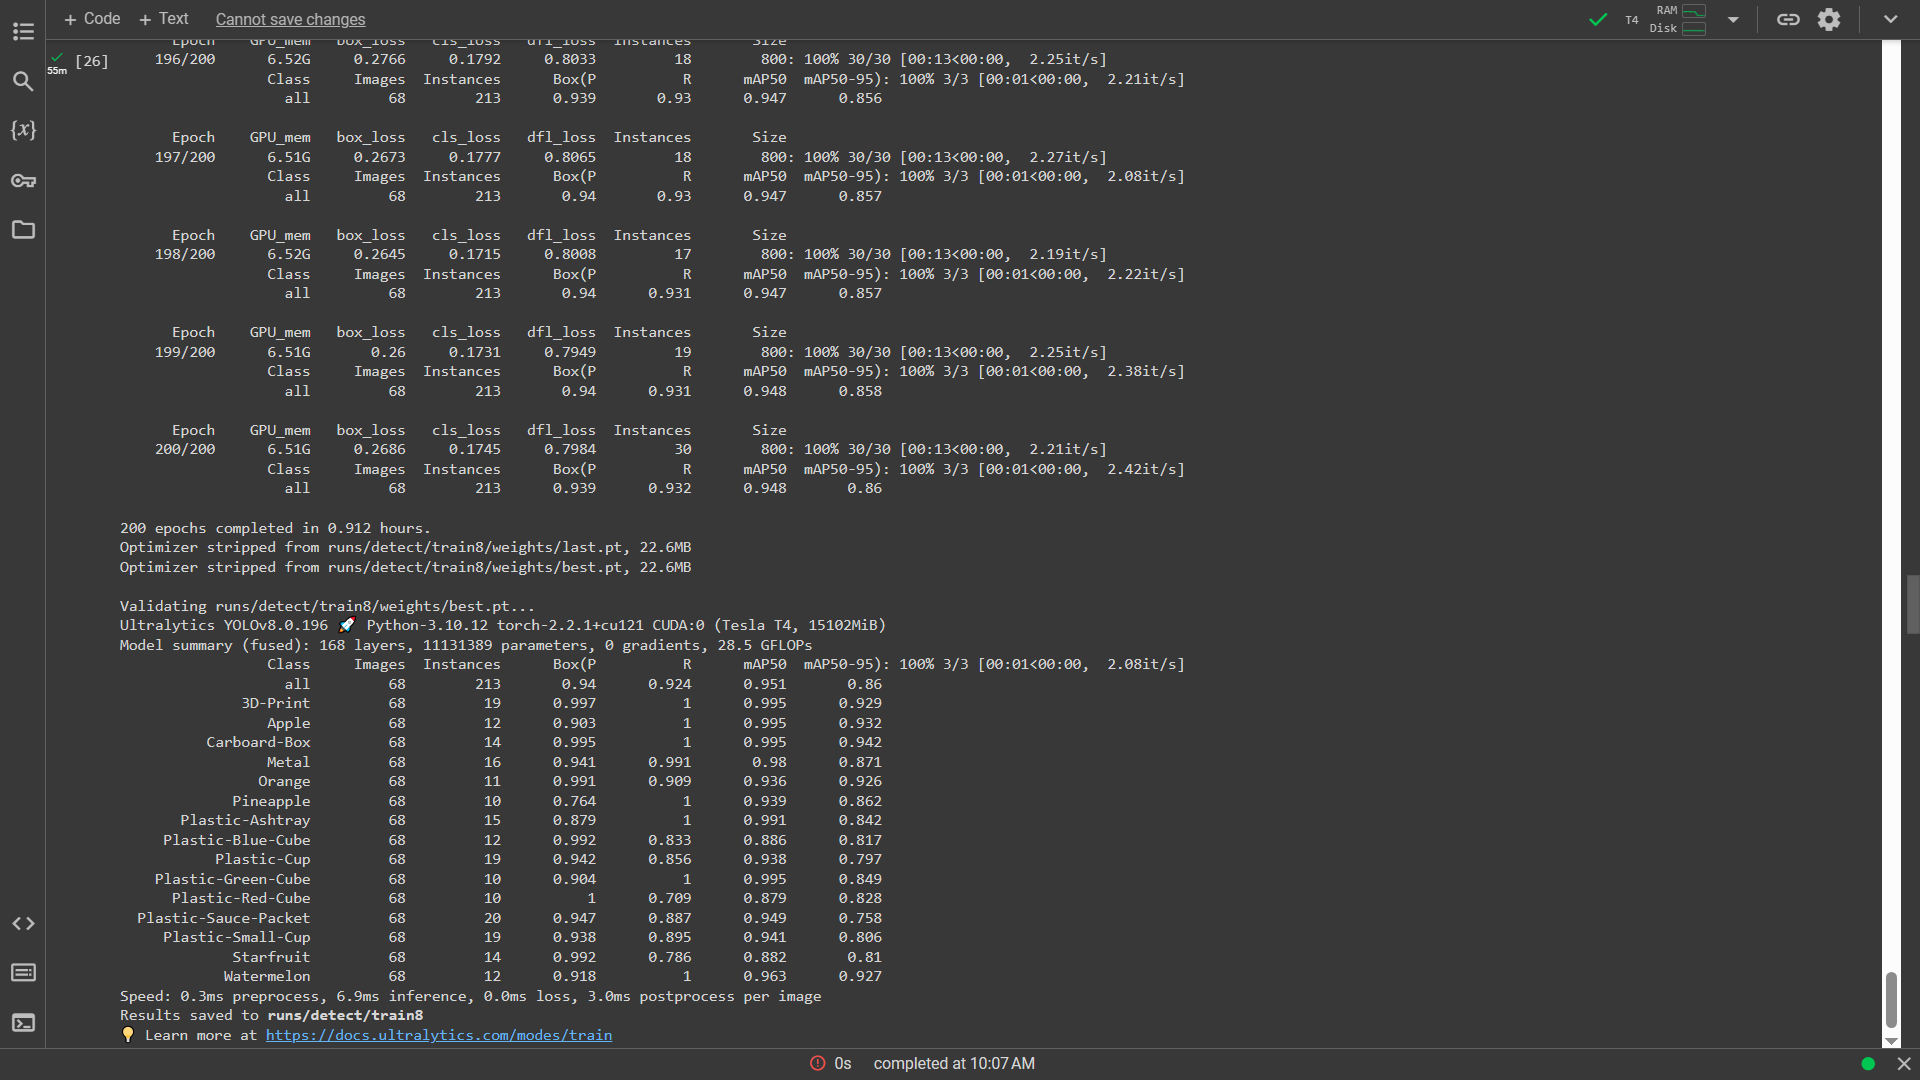 + Code + Text Cannot save changes
T4 RAM Disk
55m [26]
Epoch GPU_mem box_loss cls_loss dfl_loss Instances Size
196/200 6.52G 0.2766 0.1792 0.8033 18 800: 100% 30/30 [00:13<00:00, 2.25it/s]
Class Images Instances Box(P R mAP50 mAP50-95): 100% 3/3 [00:01<00:00, 2.21it/s]
all 68 213 0.939 0.93 0.947 0.856
Epoch GPU_mem box_loss cls_loss dfl_loss Instances Size
197/200 6.51G 0.2673 0.1777 0.8065 18 800: 100% 30/30 [00:13<00:00, 2.27it/s]
Class Images Instances Box(P R mAP50 mAP50-95): 100% 3/3 [00:01<00:00, 2.08it/s]
all 68 213 0.94 0.93 0.947 0.857
Epoch GPU_mem box_loss cls_loss dfl_loss Instances Size
198/200 6.52G 0.2645 0.1715 0.8008 17 800: 100% 30/30 [00:13<00:00, 2.19it/s]
Class Images Instances Box(P R mAP50 mAP50-95): 100% 3/3 [00:01<00:00, 2.22it/s]
all 68 213 0.94 0.931 0.947 0.857
Epoch GPU_mem box_loss cls_loss dfl_loss Instances Size
199/200 6.51G 0.26 0.1731 0.7949 19 800: 100% 30/30 [00:13<00:00, 2.25it/s]
Class Images Instances Box(P R mAP50 mAP50-95): 100% 3/3 [00:01<00:00, 2.38it/s]
all 68 213 0.94 0.931 0.948 0.858
Epoch GPU_mem box_loss cls_loss dfl_loss Instances Size
200/200 6.51G 0.2686 0.1745 0.7984 30 800: 100% 30/30 [00:13<00:00, 2.21it/s]
Class Images Instances Box(P R mAP50 mAP50-95): 100% 3/3 [00:01<00:00, 2.42it/s]
all 68 213 0.939 0.932 0.948 0.86
200 epochs completed in 0.912 hours.
Optimizer stripped from runs/detect/train8/weights/last.pt, 22.6MB
Optimizer stripped from runs/detect/train8/weights/best.pt, 22.6MB
Validating runs/detect/train8/weights/best.pt...
Ultralytics YOLOv8.0.196 🚀 Python-3.10.12 torch-2.2.1+cu121 CUDA:0 (Tesla T4, 15102MiB)
Model summary (fused): 168 layers, 11131389 parameters, 0 gradients, 28.5 GFLOPs
Class Images Instances Box(P R mAP50 mAP50-95): 100% 3/3 [00:01<00:00, 2.08it/s]
all 68 213 0.94 0.924 0.951 0.86
3D-Print 68 19 0.997 1 0.995 0.929
Apple 68 12 0.903 1 0.995 0.932
Carboard-Box 68 14 0.995 1 0.995 0.942
Metal 68 16 0.941 0.991 0.98 0.871
Orange 68 11 0.991 0.909 0.936 0.926
Pineapple 68 10 0.764 1 0.939 0.862
Plastic-Ashtray 68 15 0.879 1 0.991 0.842
Plastic-Blue-Cube 68 12 0.992 0.833 0.886 0.817
Plastic-Cup 68 19 0.942 0.856 0.938 0.797
Plastic-Green-Cube 68 10 0.904 1 0.995 0.849
Plastic-Red-Cube 68 10 1 0.709 0.879 0.828
Plastic-Sauce-Packet 68 20 0.947 0.887 0.949 0.758
Plastic-Small-Cup 68 19 0.938 0.895 0.941 0.806
Starfruit 68 14 0.992 0.786 0.882 0.81
Watermelon 68 12 0.918 1 0.963 0.927
Speed: 0.3ms preprocess, 6.9ms inference, 0.0ms loss, 3.0ms postprocess per image
Results saved to runs/detect/train8
💡 Learn more at https://docs.ultralytics.com/modes/train
0s completed at 10:07 AM